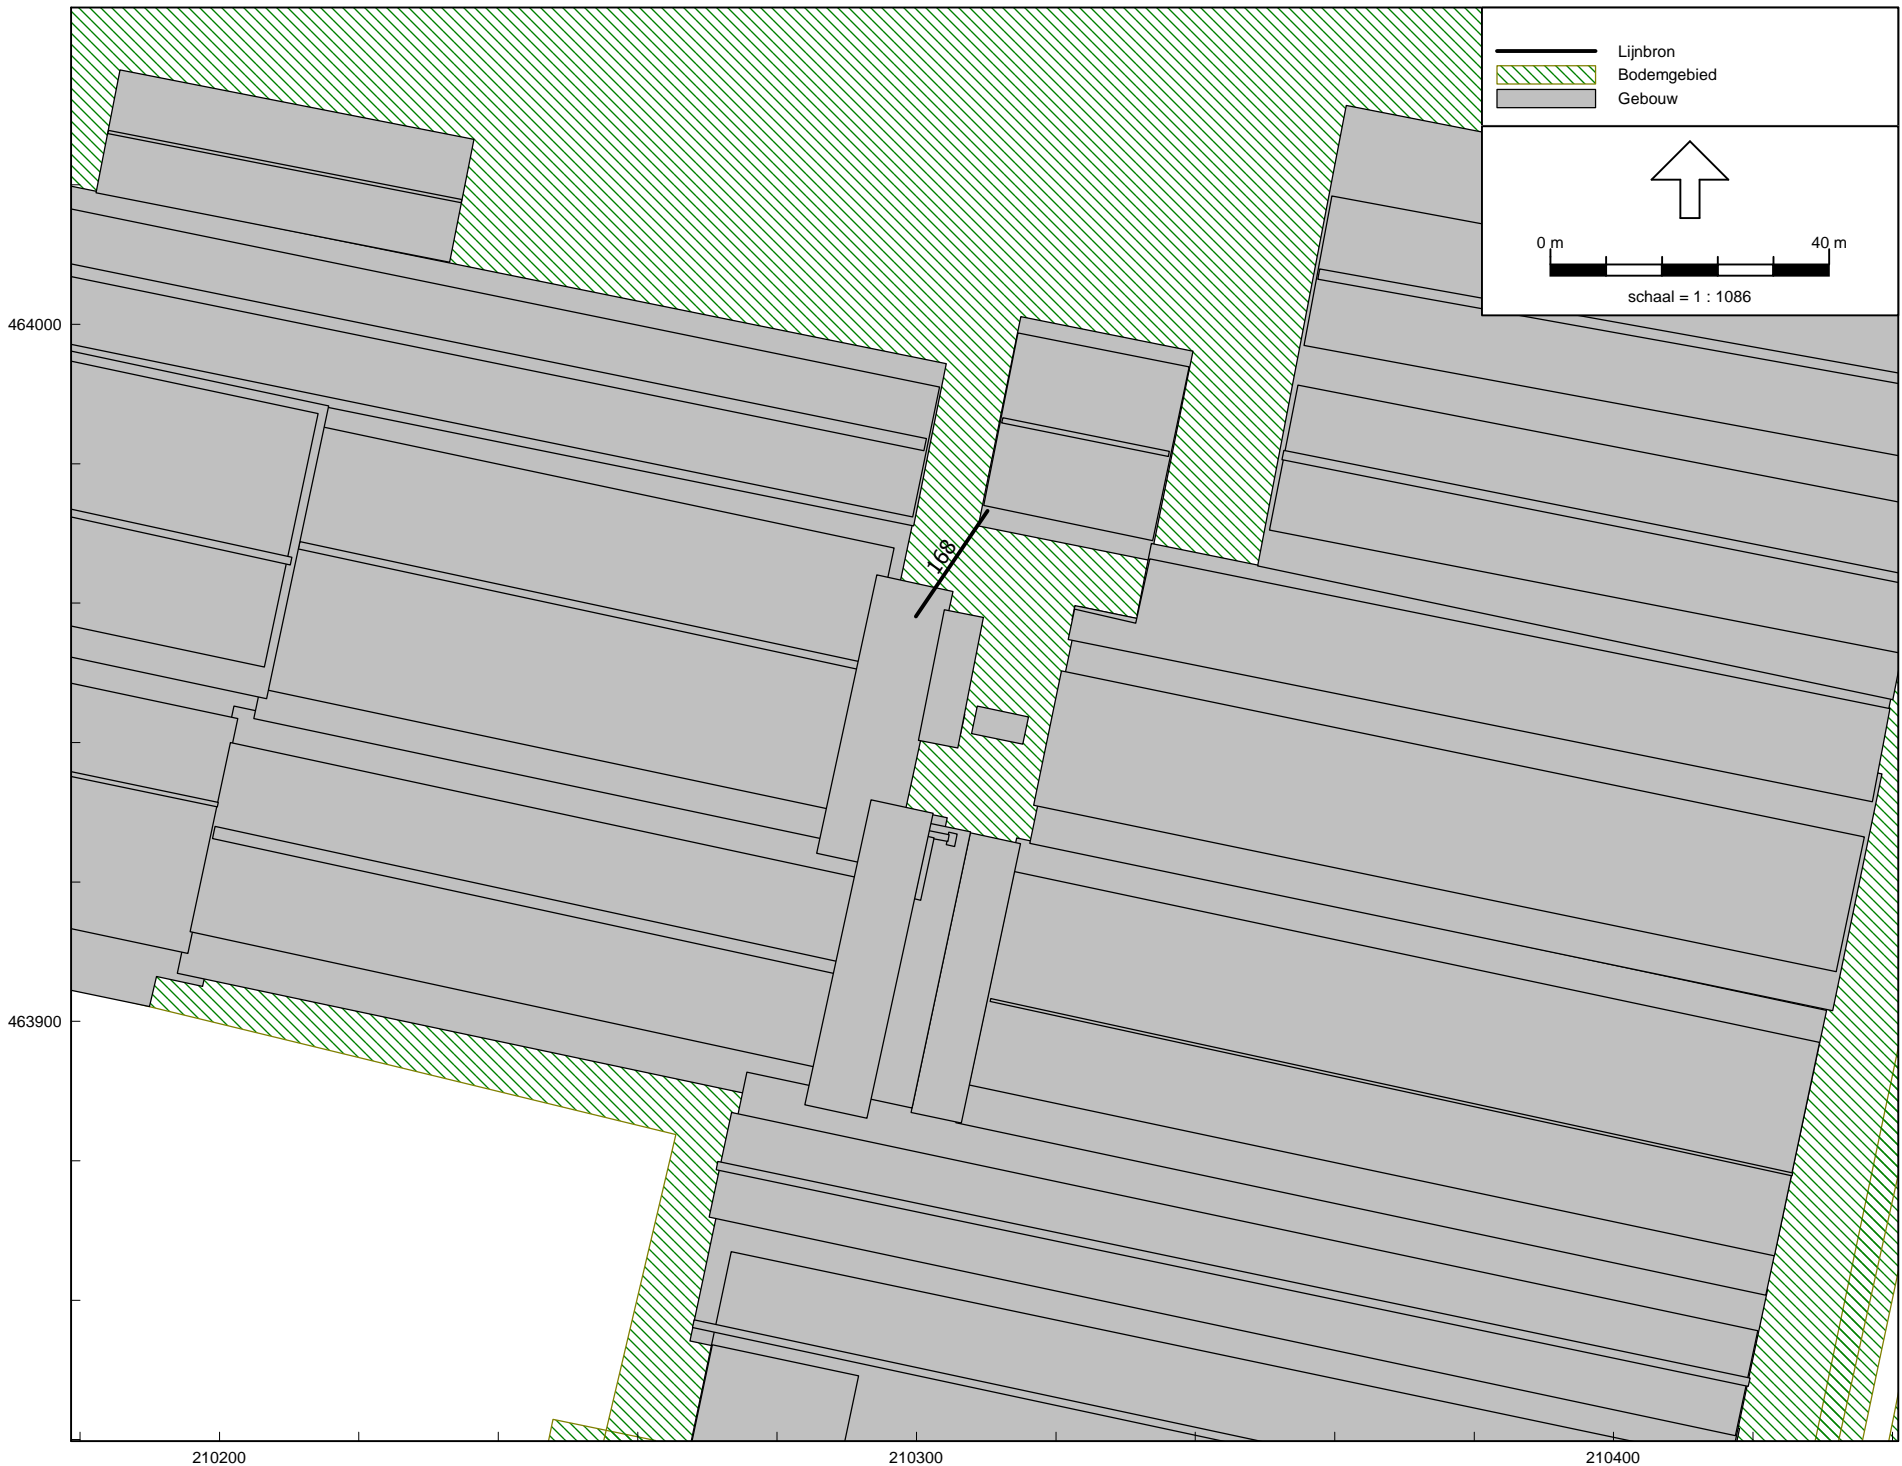 Lijnbron
Bodemgebied
Gebouw
0 m 40 m
schaal = 1 : 1086
464000
168
463900
210200 210300 210400